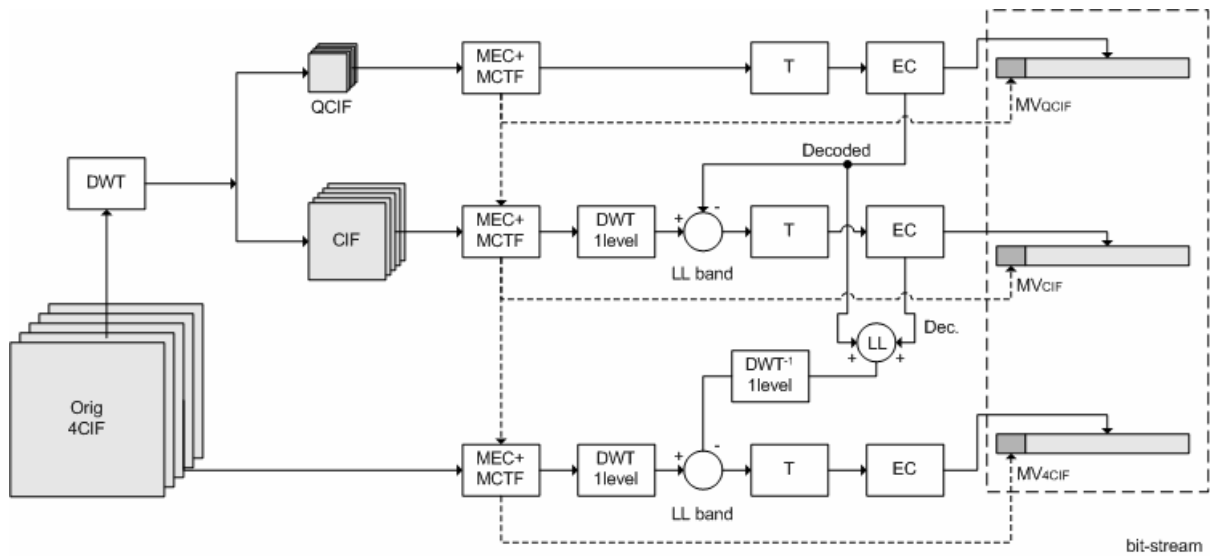 MEC+
MCTF
T
EC
QCIF
MVQCIF
Decoded
DWT
CIF
MEC+
MCTF
DWT
1level
+
-
T
EC
LL band
MVCIF
Dec.
LL
+
+
DWT-1
1level
Orig
4CIF
MEC+
MCTF
DWT
1level
+
-
T
EC
MV4CIF
LL band
bit-stream